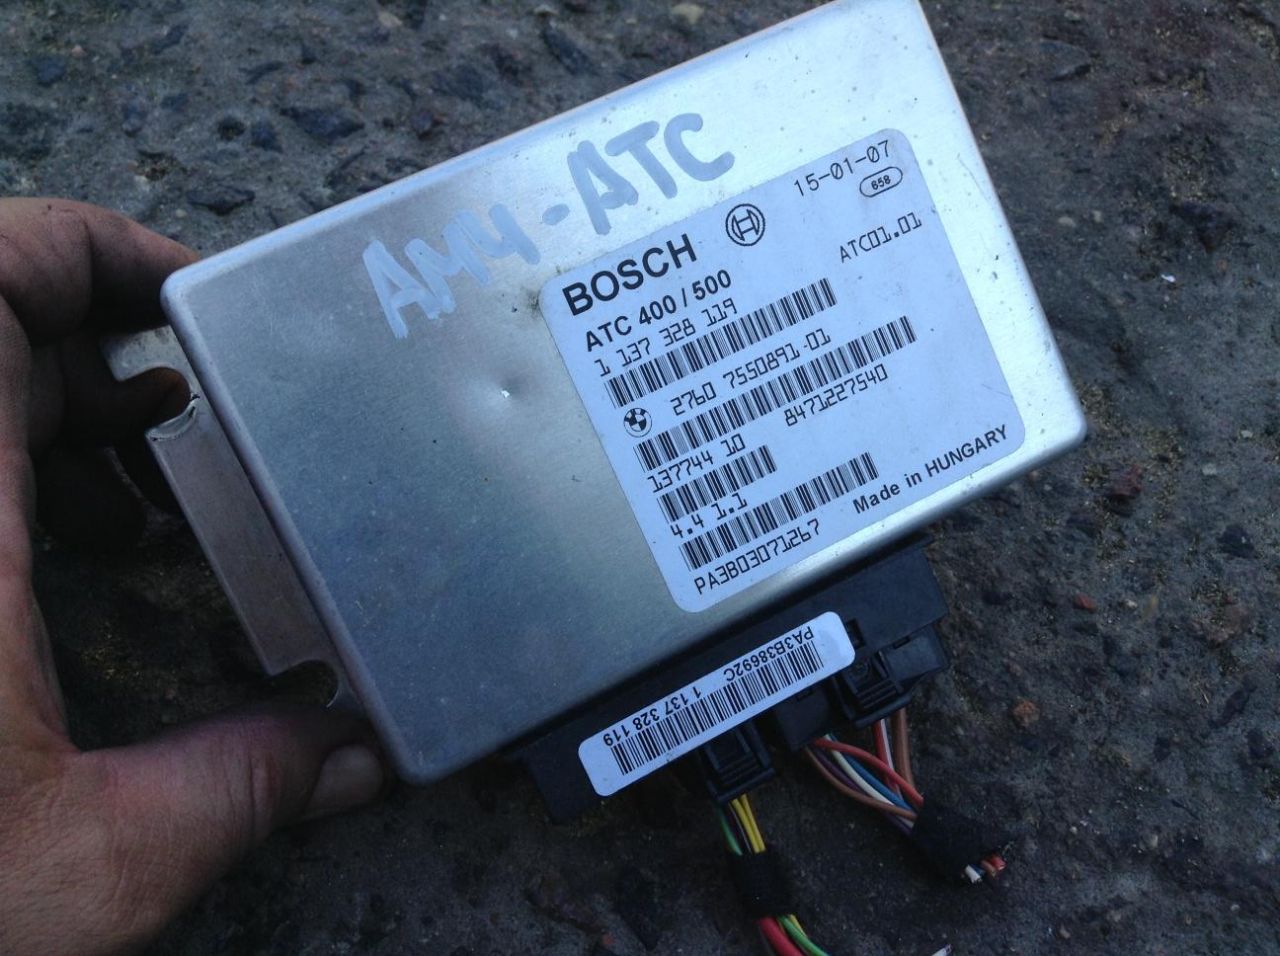 AM4-ATC
15-01-07
658
BOSCH
ATC 400 / 500
ATC01.01
1 137 328 119
2760 7550891 01
137744 10 8471227540
4.4 1.1
PA3B03071267 Made in HUNGARY
PA3B38692C 1 137 328 119